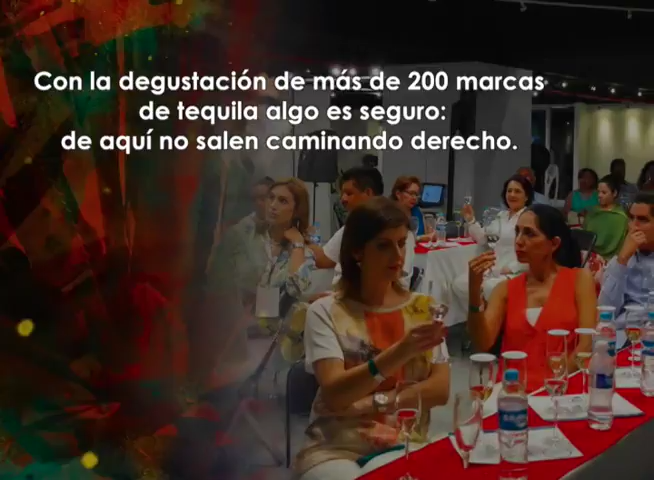 Con la degustación de más de 200 marcas
de tequila algo es seguro:
de aquí no salen caminando derecho.